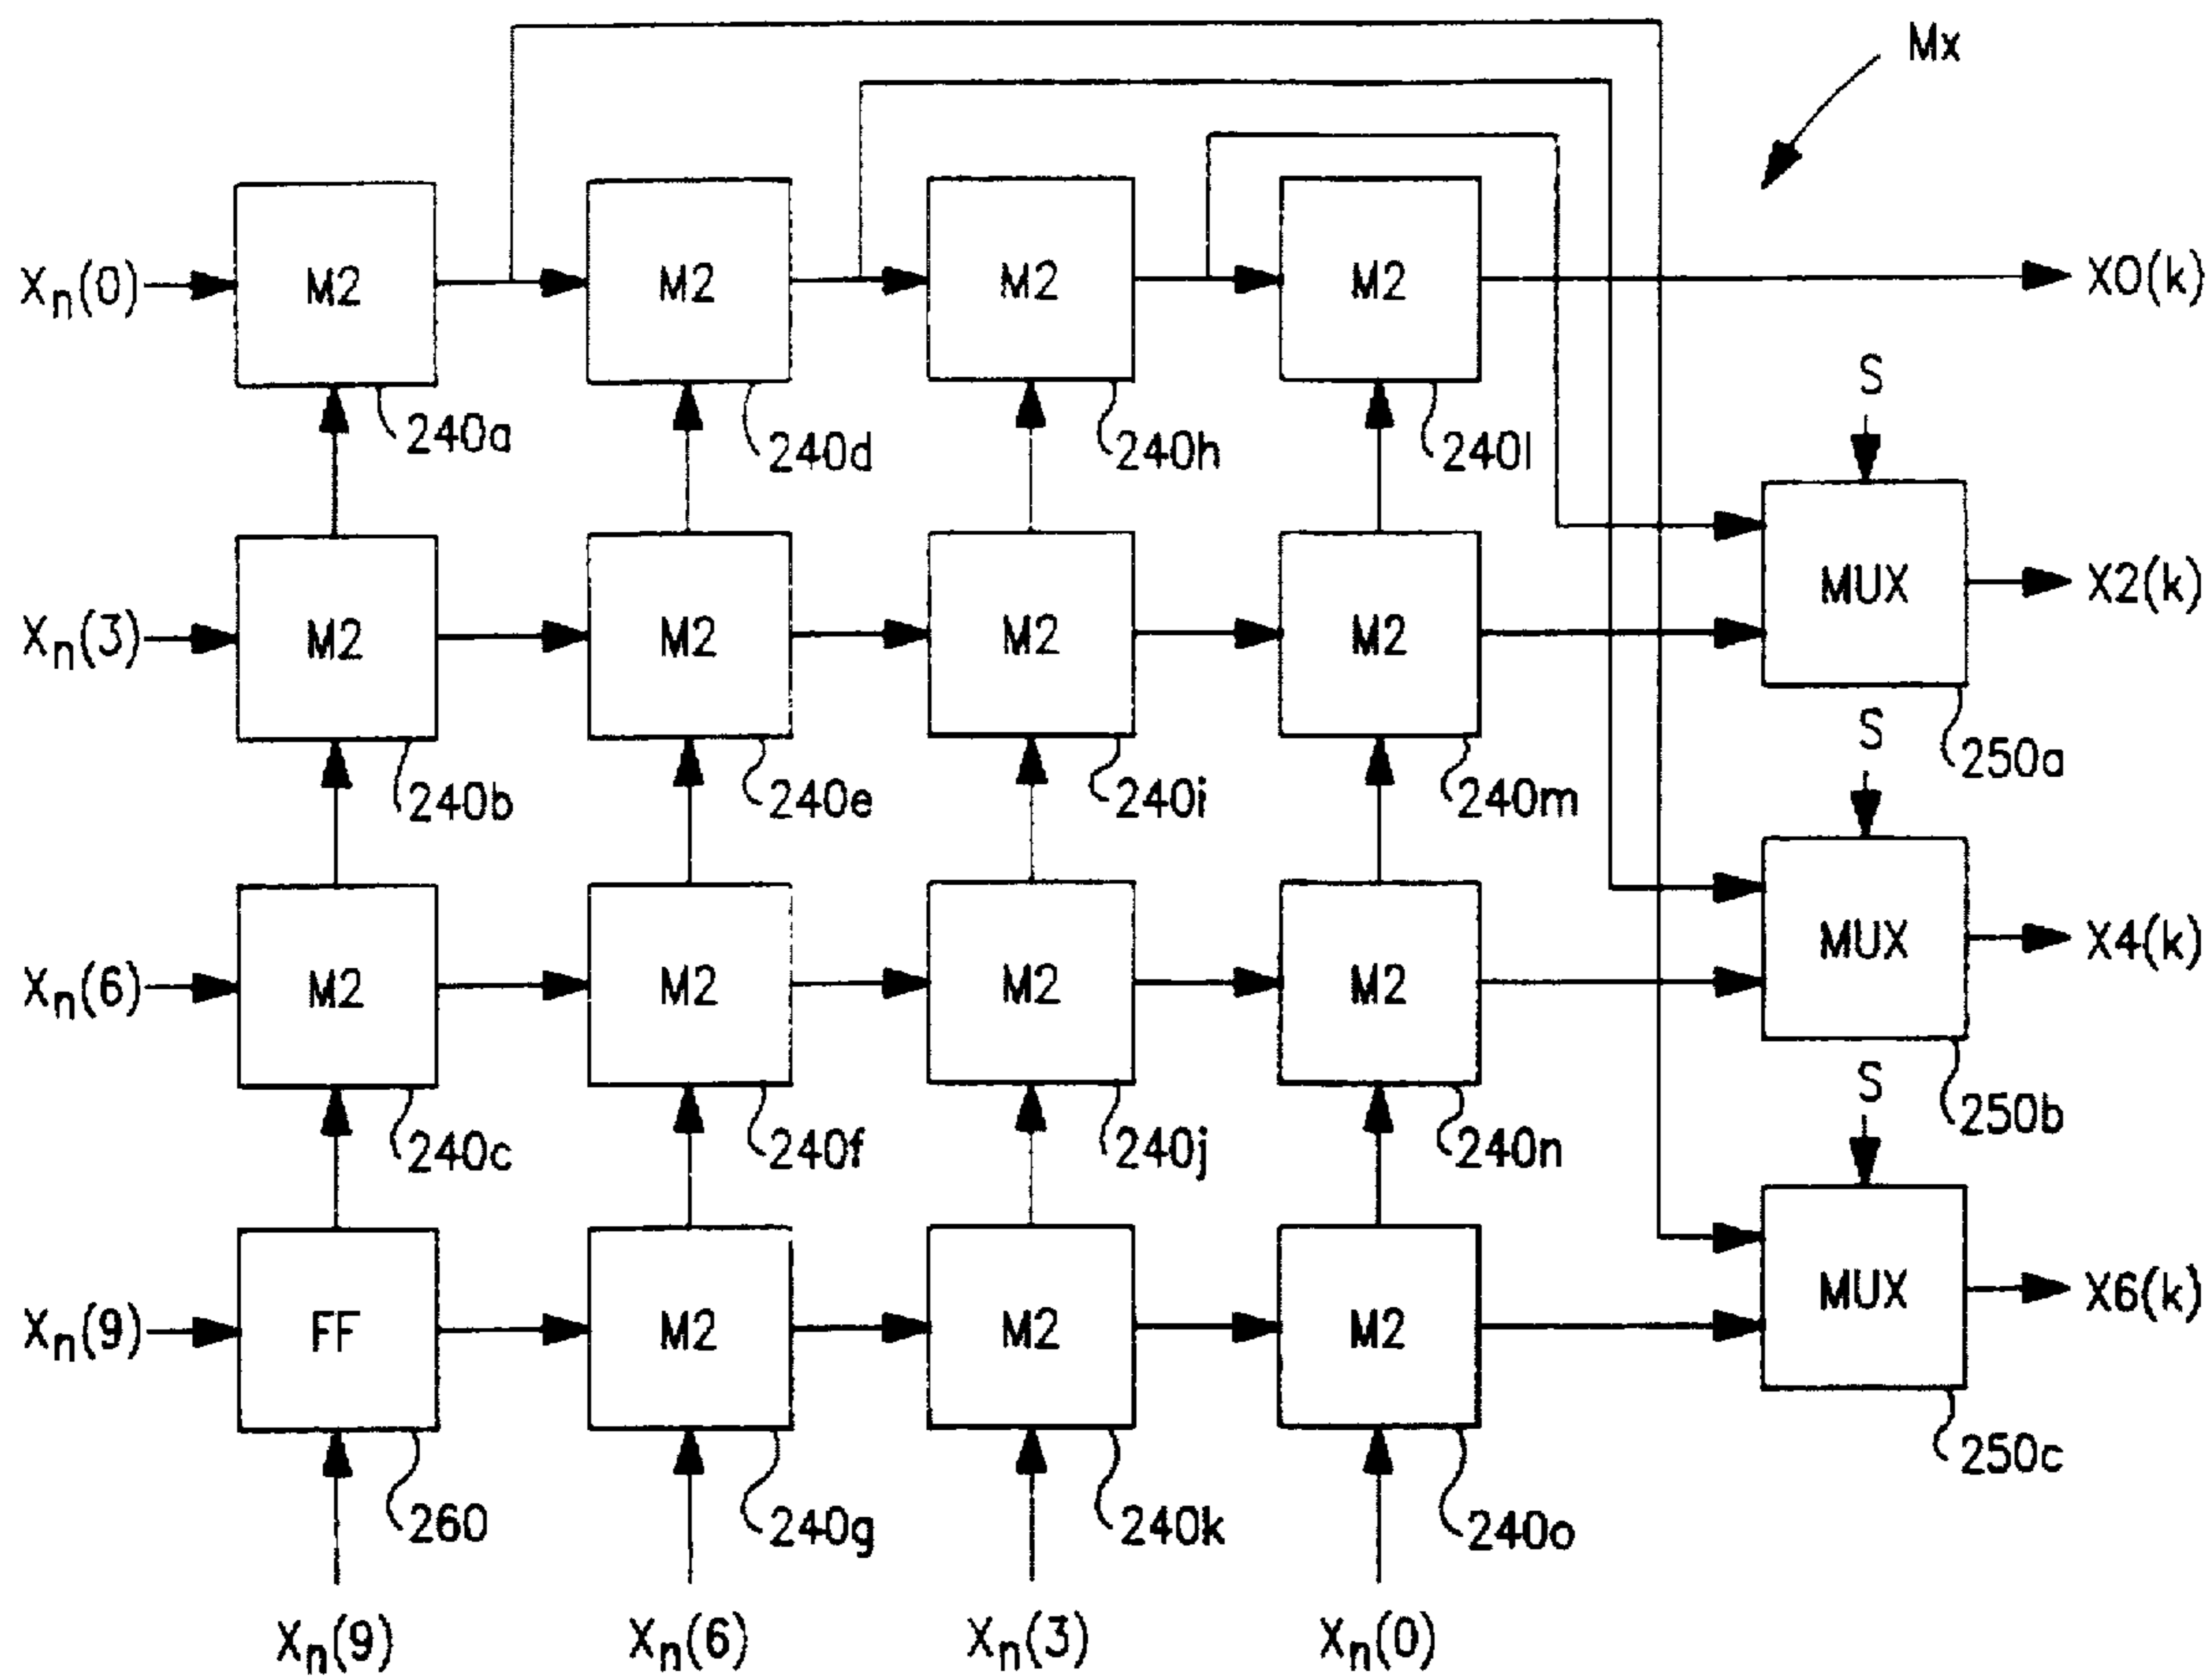 Mx
Xn(0) M2 M2 M2 M2 X0(k)
240a 240d 240h 240l
S
Xn(3) M2 M2 M2 M2 MUX X2(k)
240b 240e 240i 240m 250a
S
Xn(6) M2 M2 M2 M2 MUX X4(k)
240c 240f 240j 240n 250b
S
Xn(9) FF M2 M2 M2 MUX X6(k)
260 240g 240k 240o 250c
Xn(9) Xn(6) Xn(3) Xn(0)